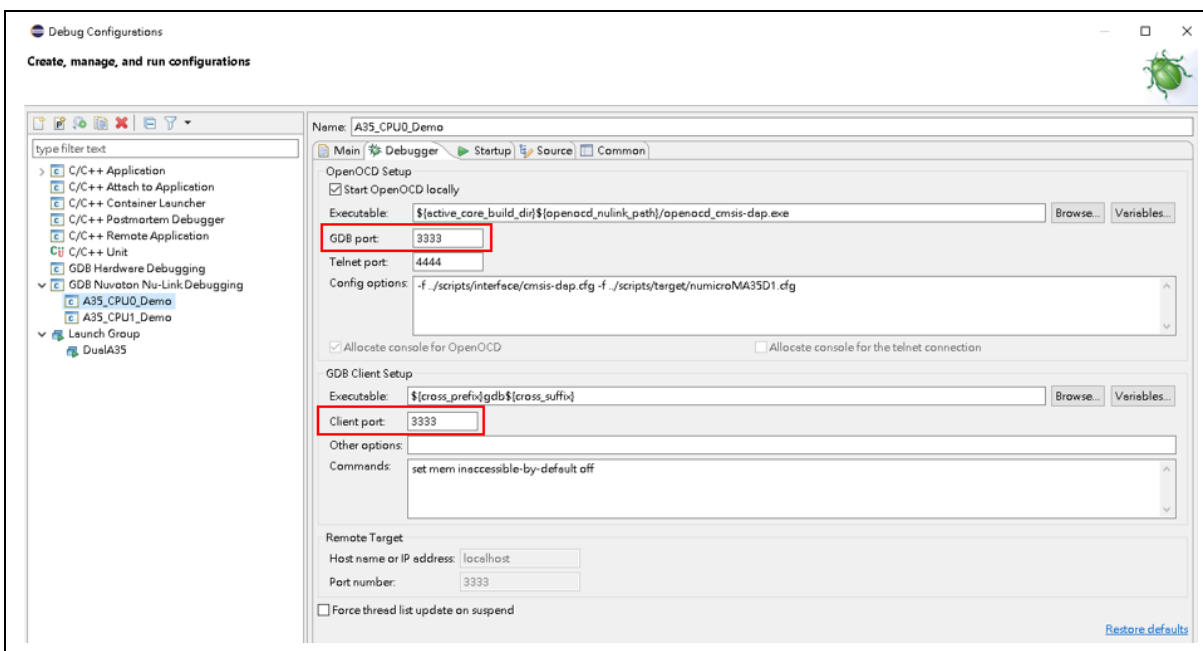 Debug Configurations
Create, manage, and run configurations
type filter text
C/C++ Application
C/C++ Attach to Application
C/C++ Container Launcher
C/C++ Postmortem Debugger
C/C++ Remote Application
C/C++ Unit
GDB Hardware Debugging
GDB Nuvoton Nu-Link Debugging
A35_CPU0_Demo
A35_CPU1_Demo
Launch Group
DualA35
Name: A35_CPU0_Demo
Main Debugger Startup Source Common
OpenOCD Setup
Start OpenOCD locally
Executable: ${active_core_build_dir}${openocd_nulink_path}/openocd_cmsis-dap.exe Browse... Variables...
GDB port: 3333
Telnet port: 4444
Config options: -f ../scripts/interface/cmsis-dap.cfg -f ../scripts/target/numicroMA35D1.cfg
Allocate console for OpenOCD Allocate console for the telnet connection
GDB Client Setup
Executable: ${cross_prefix}gdb${cross_suffix} Browse... Variables...
Client port: 3333
Other options:
Commands: set mem inaccessible-by-default off
Remote Target
Host name or IP address: localhost
Port number: 3333
Force thread list update on suspend
Restore defaults